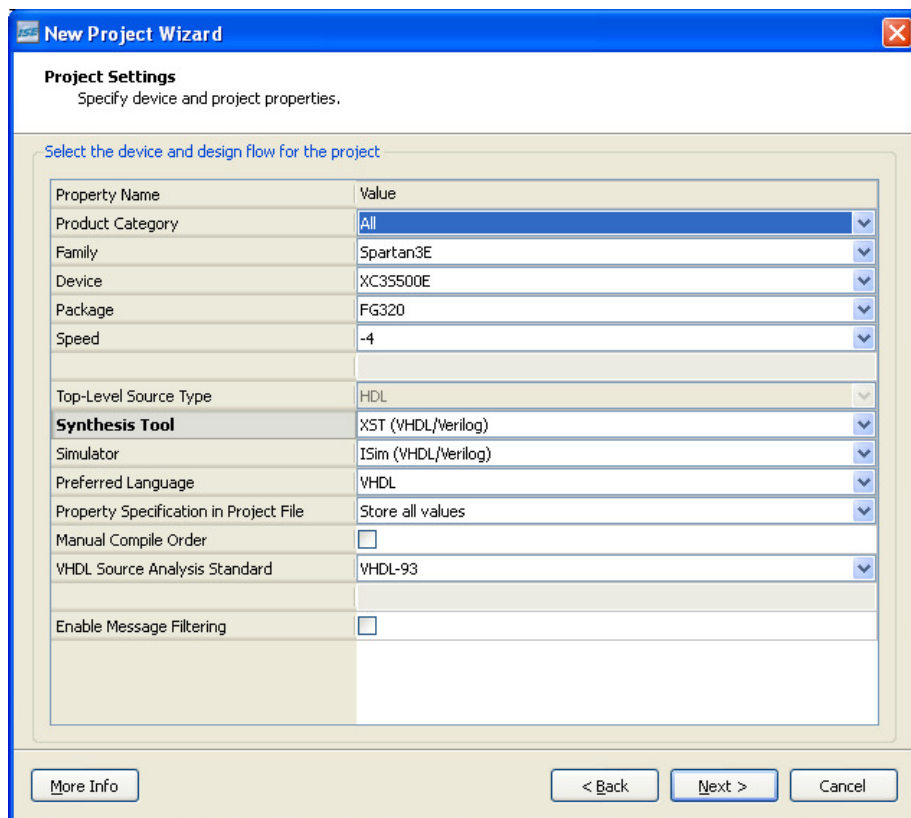 ISE New Project Wizard
Project Settings
Specify device and project properties.
Select the device and design flow for the project
Property Name Value
Product Category All
Family Spartan3E
Device XC3S500E
Package FG320
Speed -4
Top-Level Source Type HDL
Synthesis Tool XST (VHDL/Verilog)
Simulator ISim (VHDL/Verilog)
Preferred Language VHDL
Property Specification in Project File Store all values
Manual Compile Order
VHDL Source Analysis Standard VHDL-93
Enable Message Filtering
More Info < Back Next > Cancel